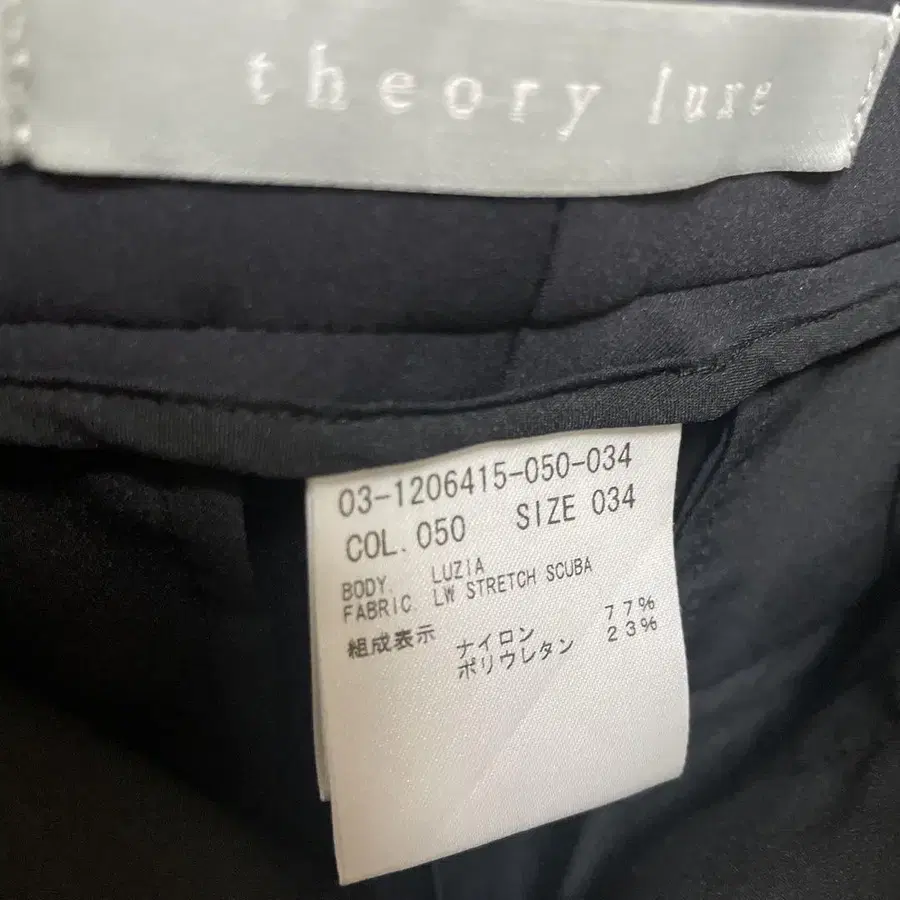 theory luxe
03-1206415-050-034
COL. 050 SIZE 034
BODY. LUZIA
FABRIC. LW STRETCH SCUBA
組成表示 ナイロン 77%
ポリウレタン 23%